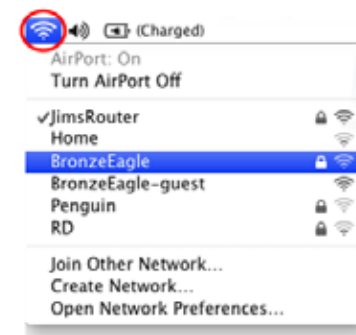 (Charged)
AirPort: On
Turn AirPort Off
✓JimsRouter
Home
BronzeEagle
BronzeEagle-guest
Penguin
RD
Join Other Network...
Create Network...
Open Network Preferences...